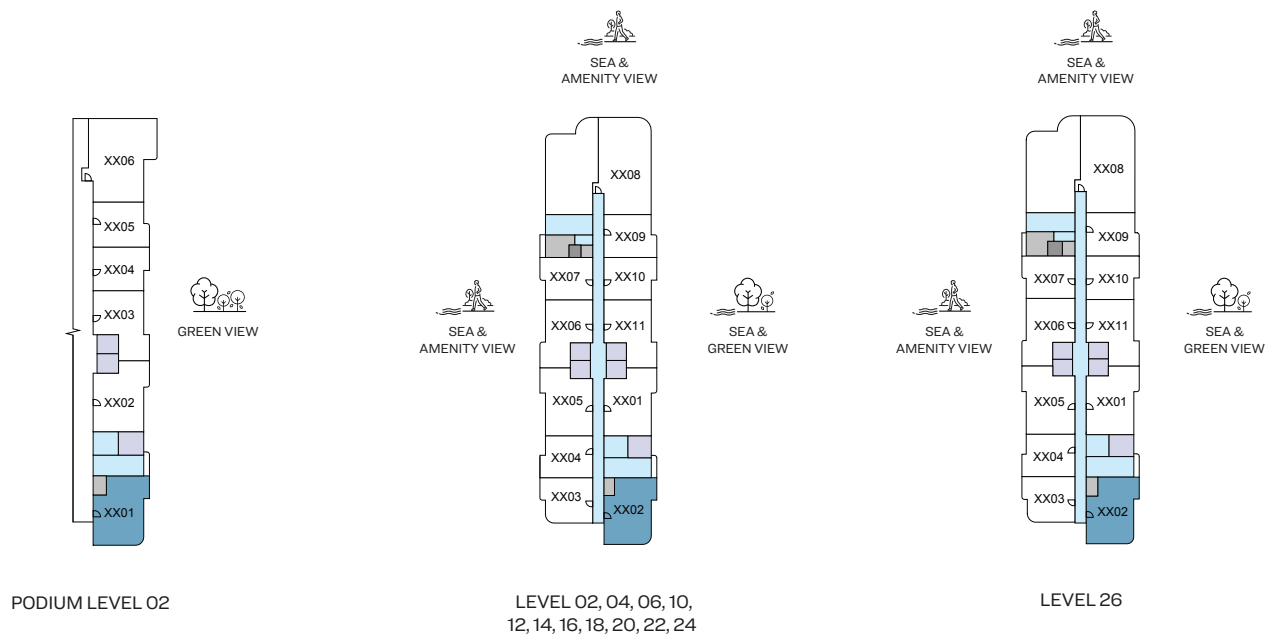 SEA &
AMENITY VIEW
SEA &
AMENITY VIEW
XX06
XX05
XX04
XX03
XX02
XX01
GREEN VIEW
XX08
XX09
XX07
XX10
XX06
XX11
XX05
XX01
XX04
XX03
XX02
SEA &
AMENITY VIEW
SEA &
GREEN VIEW
XX08
XX09
XX07
XX10
XX06
XX11
XX05
XX01
XX04
XX03
XX02
SEA &
AMENITY VIEW
SEA &
GREEN VIEW
PODIUM LEVEL 02
LEVEL 02, 04, 06, 10,
12, 14, 16, 18, 20, 22, 24
LEVEL 26